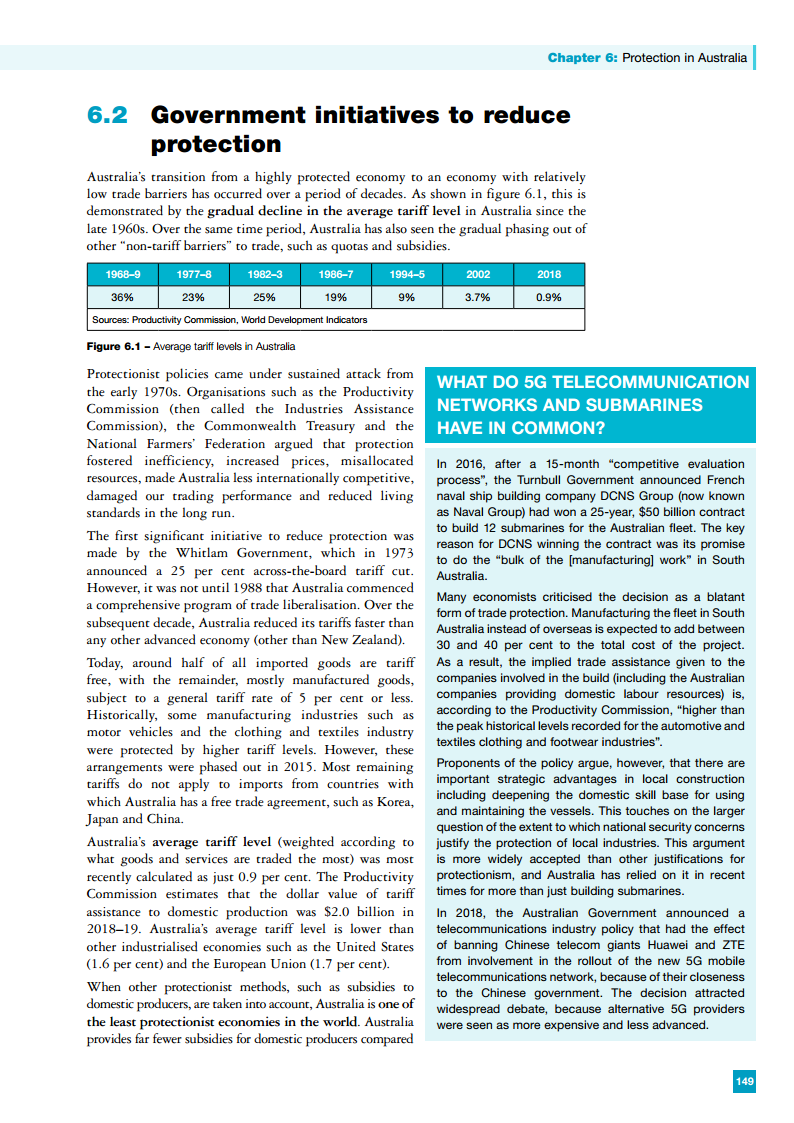 Chapter 6: Protection in Australia
6.2 Government initiatives to reduce
protection
Australia's transition from a highly protected economy to an economy with relatively
low trade barriers has occurred over a period of decades. As shown in figure 6.1, this is
demonstrated by the gradual decline in the average tariff level in Australia since the
late 1960s. Over the same time period, Australia has also seen the gradual phasing out of
other "non-tariff barriers" to trade, such as quotas and subsidies.
1968–9 1977–8 1982–3 1986–7 1994–5 2002 2018
36% 23% 25% 19% 9% 3.7% 0.9%
Sources: Productivity Commission, World Development Indicators
Figure 6.1 – Average tariff levels in Australia
Protectionist policies came under sustained attack from
the early 1970s. Organisations such as the Productivity
Commission (then called the Industries Assistance
Commission), the Commonwealth Treasury and the
National Farmers' Federation argued that protection
fostered inefficiency, increased prices, misallocated
resources, made Australia less internationally competitive,
damaged our trading performance and reduced living
standards in the long run.
The first significant initiative to reduce protection was
made by the Whitlam Government, which in 1973
announced a 25 per cent across-the-board tariff cut.
However, it was not until 1988 that Australia commenced
a comprehensive program of trade liberalisation. Over the
subsequent decade, Australia reduced its tariffs faster than
any other advanced economy (other than New Zealand).
Today, around half of all imported goods are tariff
free, with the remainder, mostly manufactured goods,
subject to a general tariff rate of 5 per cent or less.
Historically, some manufacturing industries such as
motor vehicles and the clothing and textiles industry
were protected by higher tariff levels. However, these
arrangements were phased out in 2015. Most remaining
tariffs do not apply to imports from countries with
which Australia has a free trade agreement, such as Korea,
Japan and China.
Australia's average tariff level (weighted according to
what goods and services are traded the most) was most
recently calculated as just 0.9 per cent. The Productivity
Commission estimates that the dollar value of tariff
assistance to domestic production was $2.0 billion in
2018–19. Australia's average tariff level is lower than
other industrialised economies such as the United States
(1.6 per cent) and the European Union (1.7 per cent).
When other protectionist methods, such as subsidies to
domestic producers, are taken into account, Australia is one of
the least protectionist economies in the world. Australia
provides far fewer subsidies for domestic producers compared
WHAT DO 5G TELECOMMUNICATION
NETWORKS AND SUBMARINES
HAVE IN COMMON?
In 2016, after a 15-month "competitive evaluation
process", the Turnbull Government announced French
naval ship building company DCNS Group (now known
as Naval Group) had won a 25-year, $50 billion contract
to build 12 submarines for the Australian fleet. The key
reason for DCNS winning the contract was its promise
to do the "bulk of the [manufacturing] work" in South
Australia.
Many economists criticised the decision as a blatant
form of trade protection. Manufacturing the fleet in South
Australia instead of overseas is expected to add between
30 and 40 per cent to the total cost of the project.
As a result, the implied trade assistance given to the
companies involved in the build (including the Australian
companies providing domestic labour resources) is,
according to the Productivity Commission, "higher than
the peak historical levels recorded for the automotive and
textiles clothing and footwear industries".
Proponents of the policy argue, however, that there are
important strategic advantages in local construction
including deepening the domestic skill base for using
and maintaining the vessels. This touches on the larger
question of the extent to which national security concerns
justify the protection of local industries. This argument
is more widely accepted than other justifications for
protectionism, and Australia has relied on it in recent
times for more than just building submarines.
In 2018, the Australian Government announced a
telecommunications industry policy that had the effect
of banning Chinese telecom giants Huawei and ZTE
from involvement in the rollout of the new 5G mobile
telecommunications network, because of their closeness
to the Chinese government. The decision attracted
widespread debate, because alternative 5G providers
were seen as more expensive and less advanced.
149